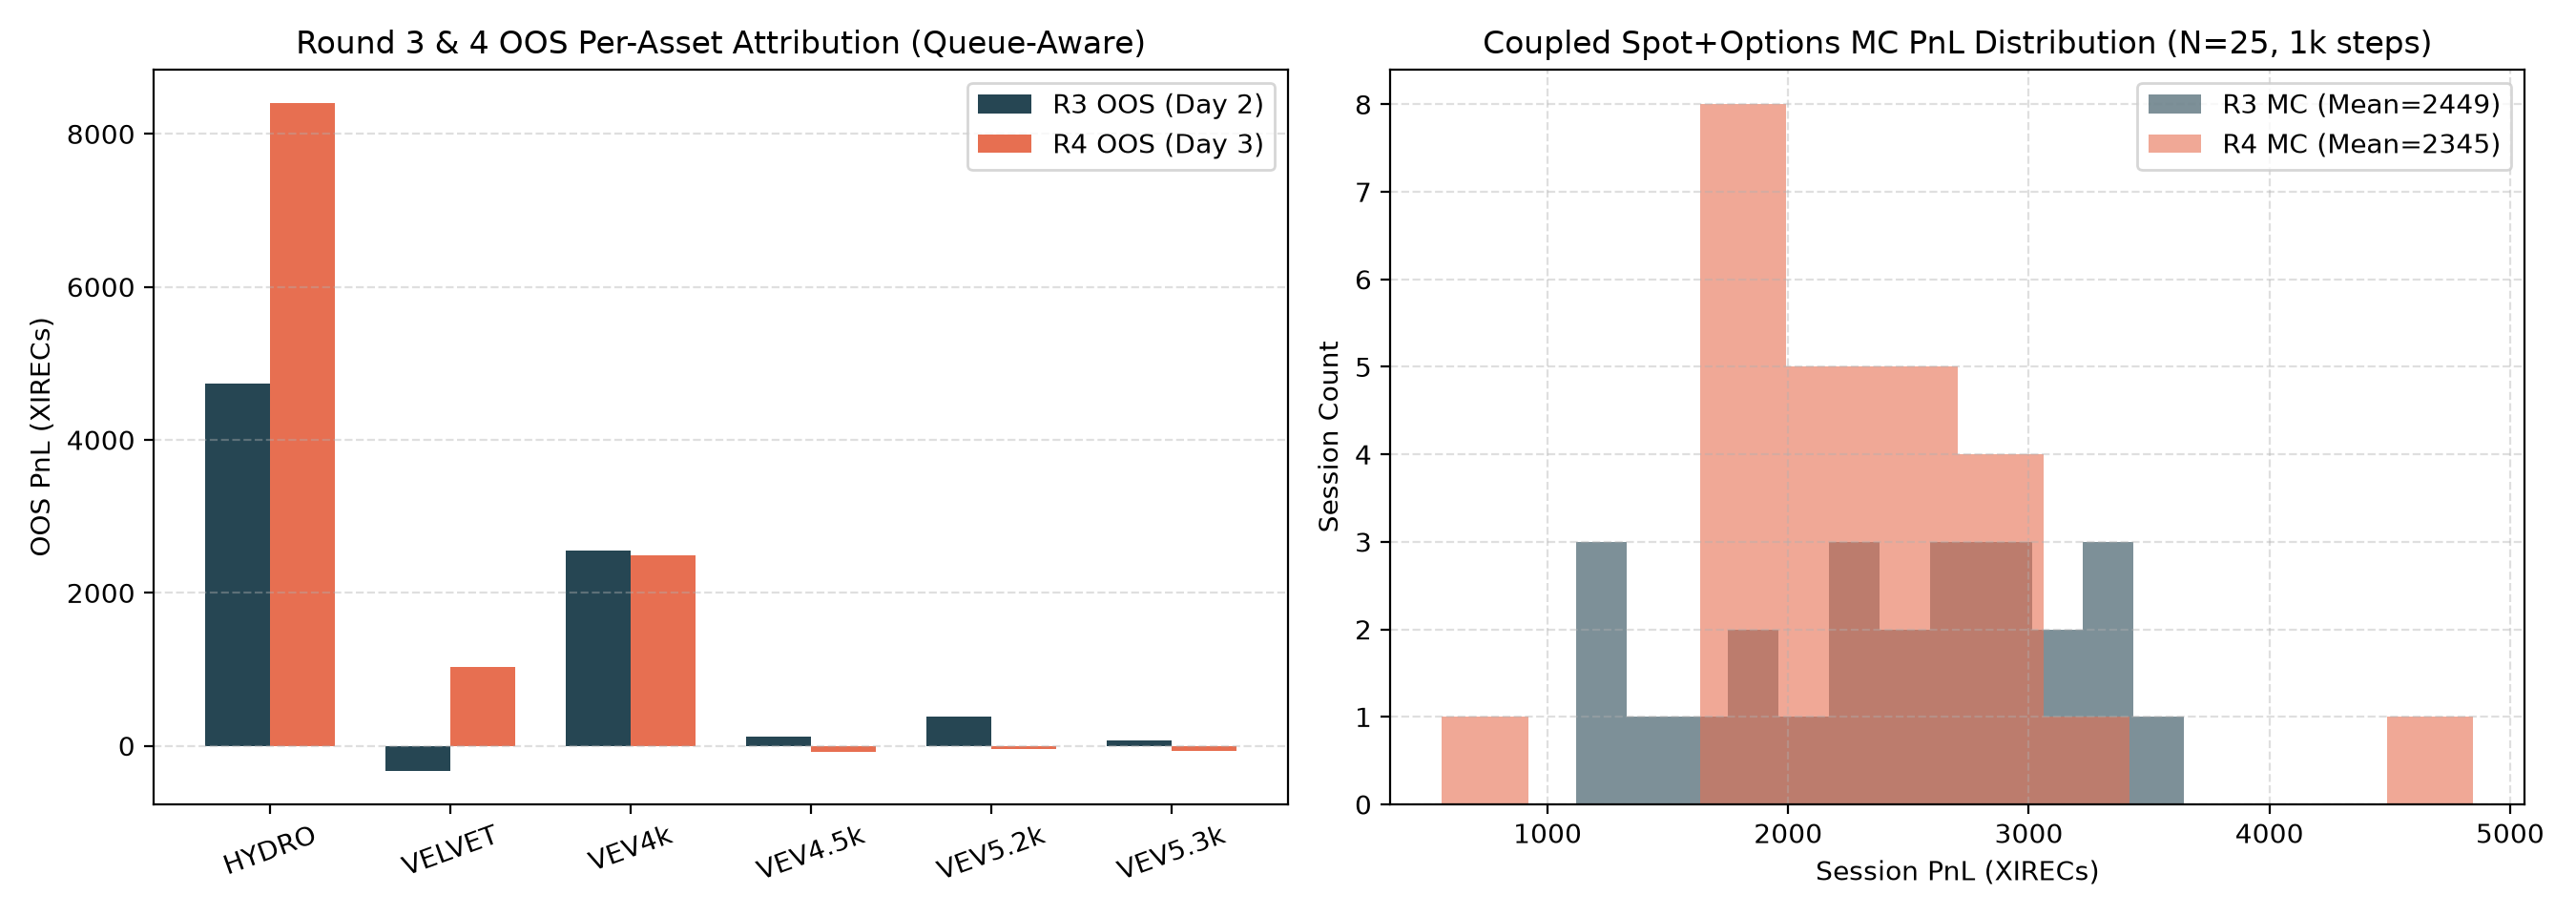 Round 3 & 4 OOS Per-Asset Attribution (Queue-Aware)
R3 OOS (Day 2)
R4 OOS (Day 3)
OOS PnL (XIRECs)
8000
6000
4000
2000
0
HYDRO
VELVET
VEV4k
VEV4.5k
VEV5.2k
VEV5.3k
Coupled Spot+Options MC PnL Distribution (N=25, 1k steps)
R3 MC (Mean=2449)
R4 MC (Mean=2345)
Session Count
8
7
6
5
4
3
2
1
0
1000
2000
3000
4000
5000
Session PnL (XIRECs)